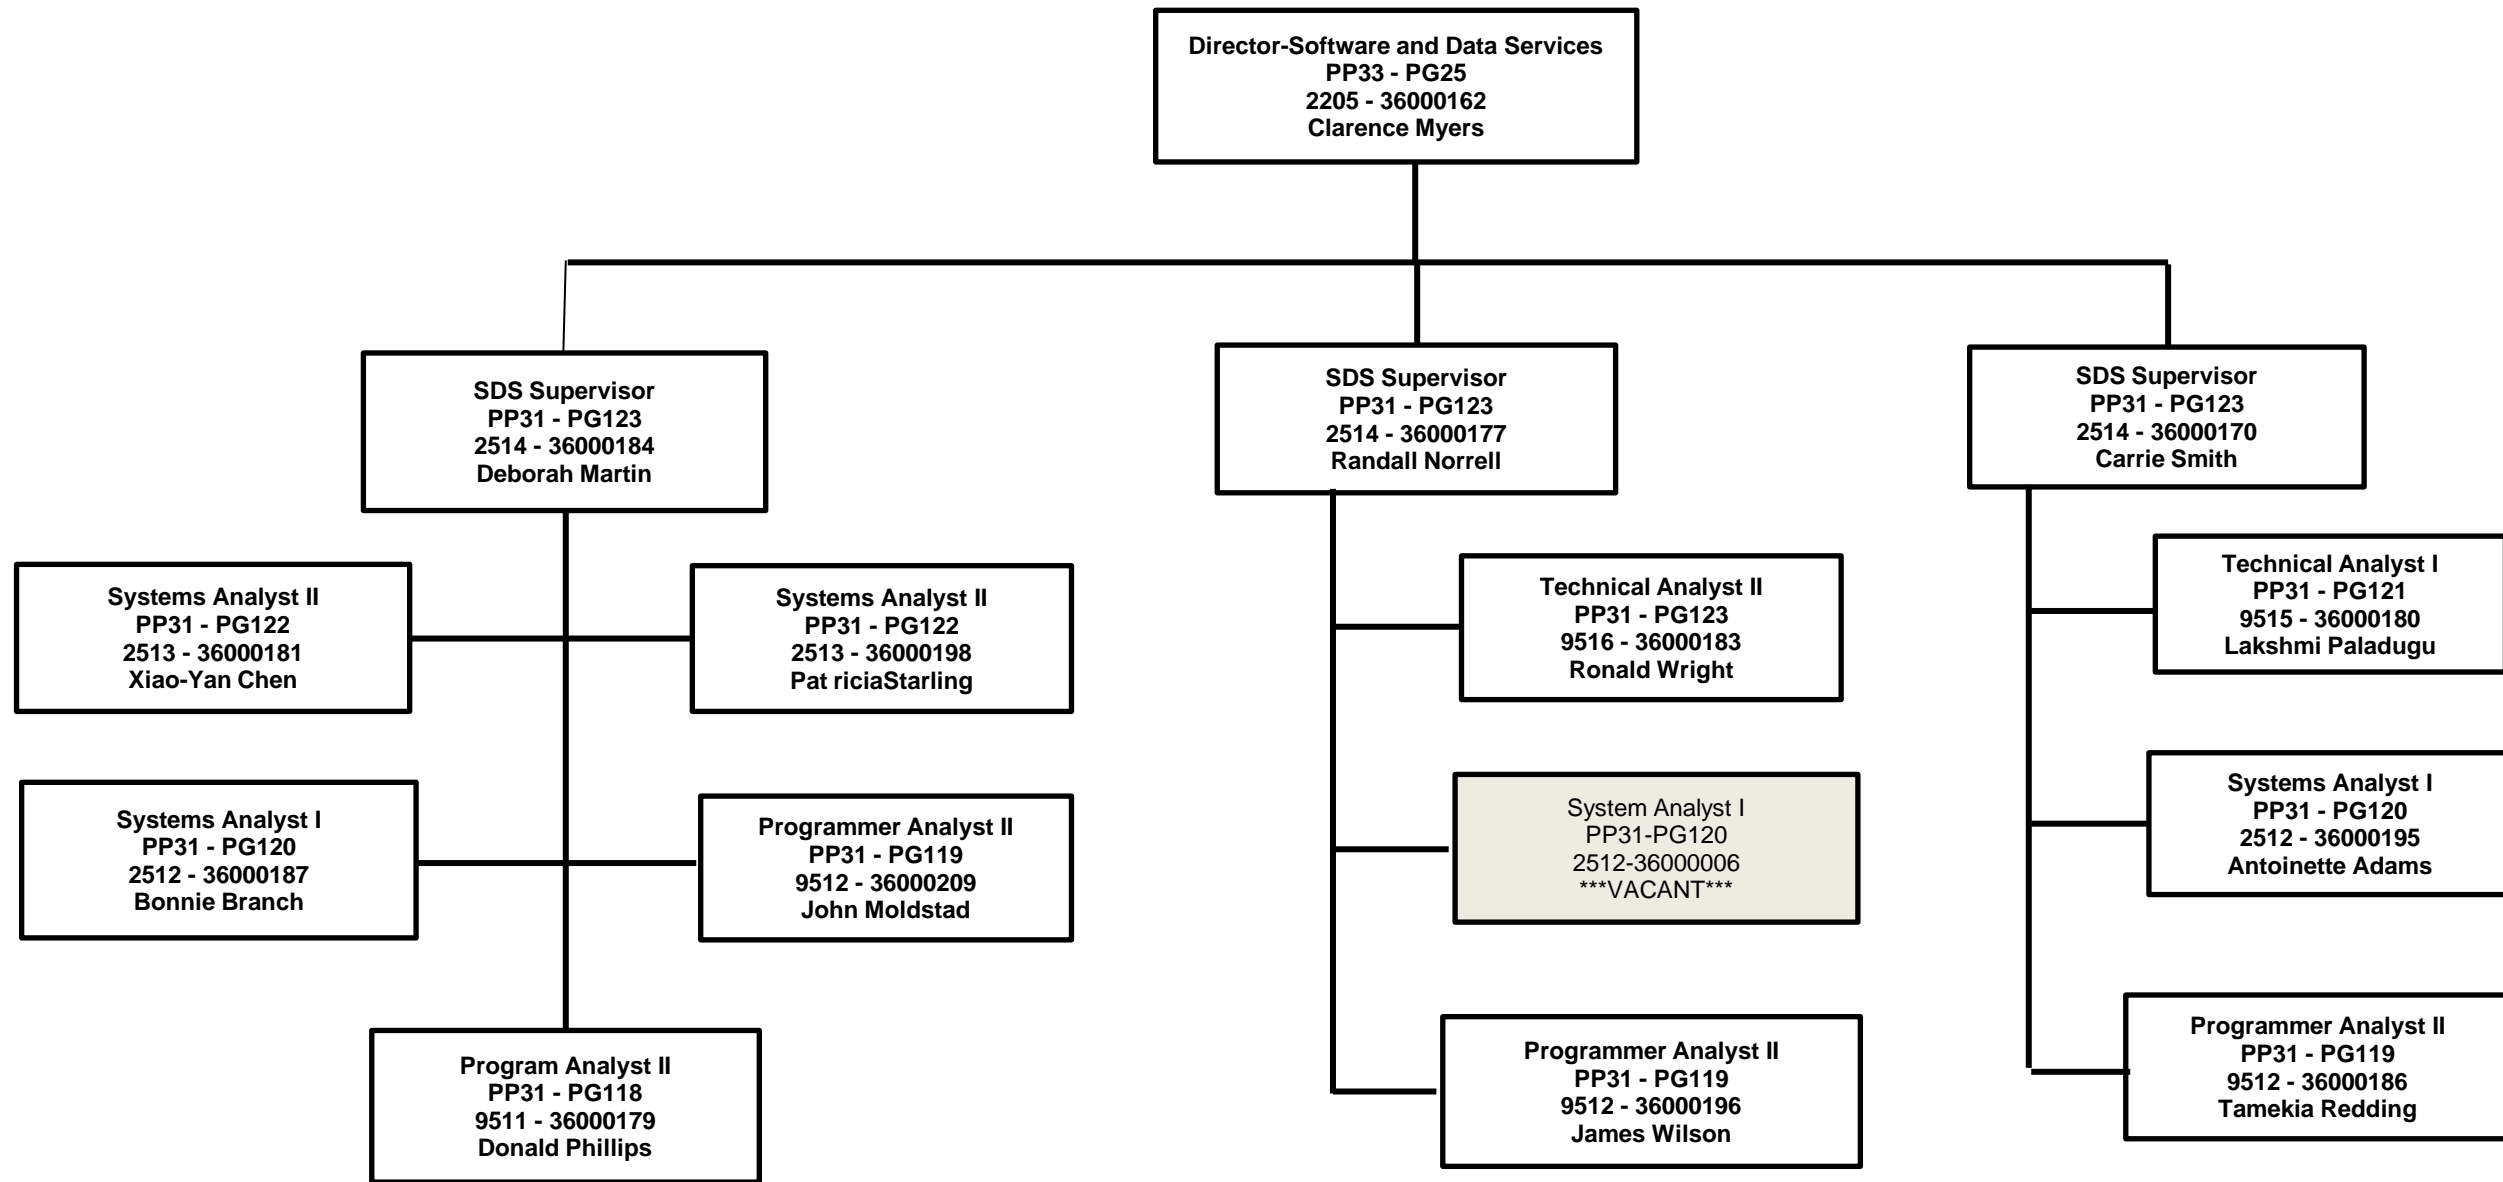 Director-Software and Data Services
PP33 - PG25
2205 - 36000162
Clarence Myers
SDS Supervisor
PP31 - PG123
2514 - 36000184
Deborah Martin
SDS Supervisor
PP31 - PG123
2514 - 36000177
Randall Norrell
SDS Supervisor
PP31 - PG123
2514 - 36000170
Carrie Smith
Systems Analyst II
PP31 - PG122
2513 - 36000181
Xiao-Yan Chen
Systems Analyst II
PP31 - PG122
2513 - 36000198
Pat riciaStarling
Technical Analyst II
PP31 - PG123
9516 - 36000183
Ronald Wright
Technical Analyst I
PP31 - PG121
9515 - 36000180
Lakshmi Paladugu
Systems Analyst I
PP31 - PG120
2512 - 36000187
Bonnie Branch
Programmer Analyst II
PP31 - PG119
9512 - 36000209
John Moldstad
System Analyst I
PP31-PG120
2512-36000006
***VACANT***
Systems Analyst I
PP31 - PG120
2512 - 36000195
Antoinette Adams
Program Analyst II
PP31 - PG118
9511 - 36000179
Donald Phillips
Programmer Analyst II
PP31 - PG119
9512 - 36000196
James Wilson
Programmer Analyst II
PP31 - PG119
9512 - 36000186
Tamekia Redding